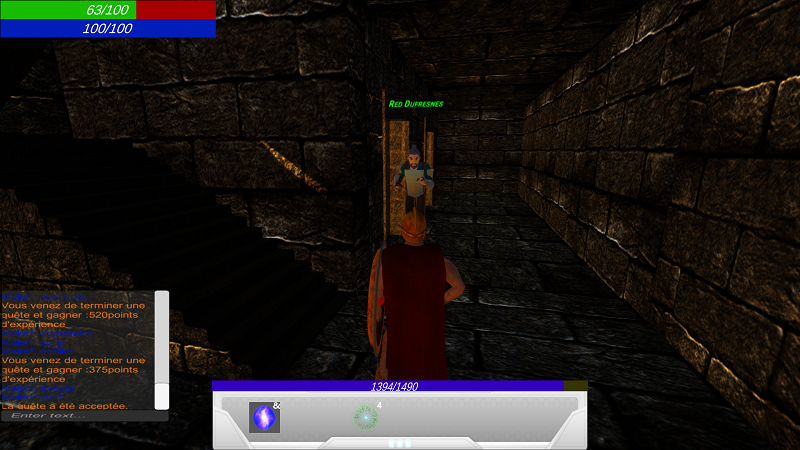 63/100
100/100
RED DUFRESNES
Vous venez de terminer une
quête et gagner :520points
d'expérience
Vous venez de terminer une
quête et gagner :375points
d'expérience
La quête a été acceptée.
Enter text...
1394/1490
&
4